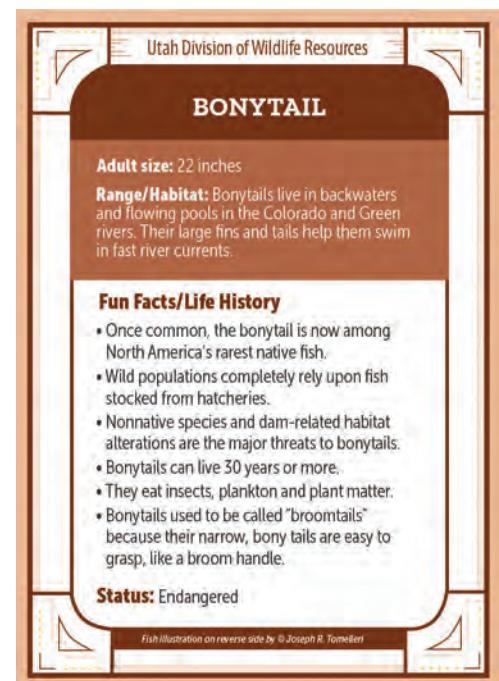 Utah Division of Wildlife Resources
BONYTAIL
Adult size: 22 inches
Range/Habitat: Bonytails live in backwaters
and flowing pools in the Colorado and Green
rivers. Their large fins and tails help them swim
in fast river currents.
Fun Facts/Life History
• Once common, the bonytail is now among
North America's rarest native fish.
• Wild populations completely rely upon fish
stocked from hatcheries.
• Nonnative species and dam-related habitat
alterations are the major threats to bonytails.
• Bonytails can live 30 years or more.
• They eat insects, plankton and plant matter.
• Bonytails used to be called "broomtails"
because their narrow, bony tails are easy to
grasp, like a broom handle.
Status: Endangered
Fish illustration on reverse side by © Joseph R. Tomelleri